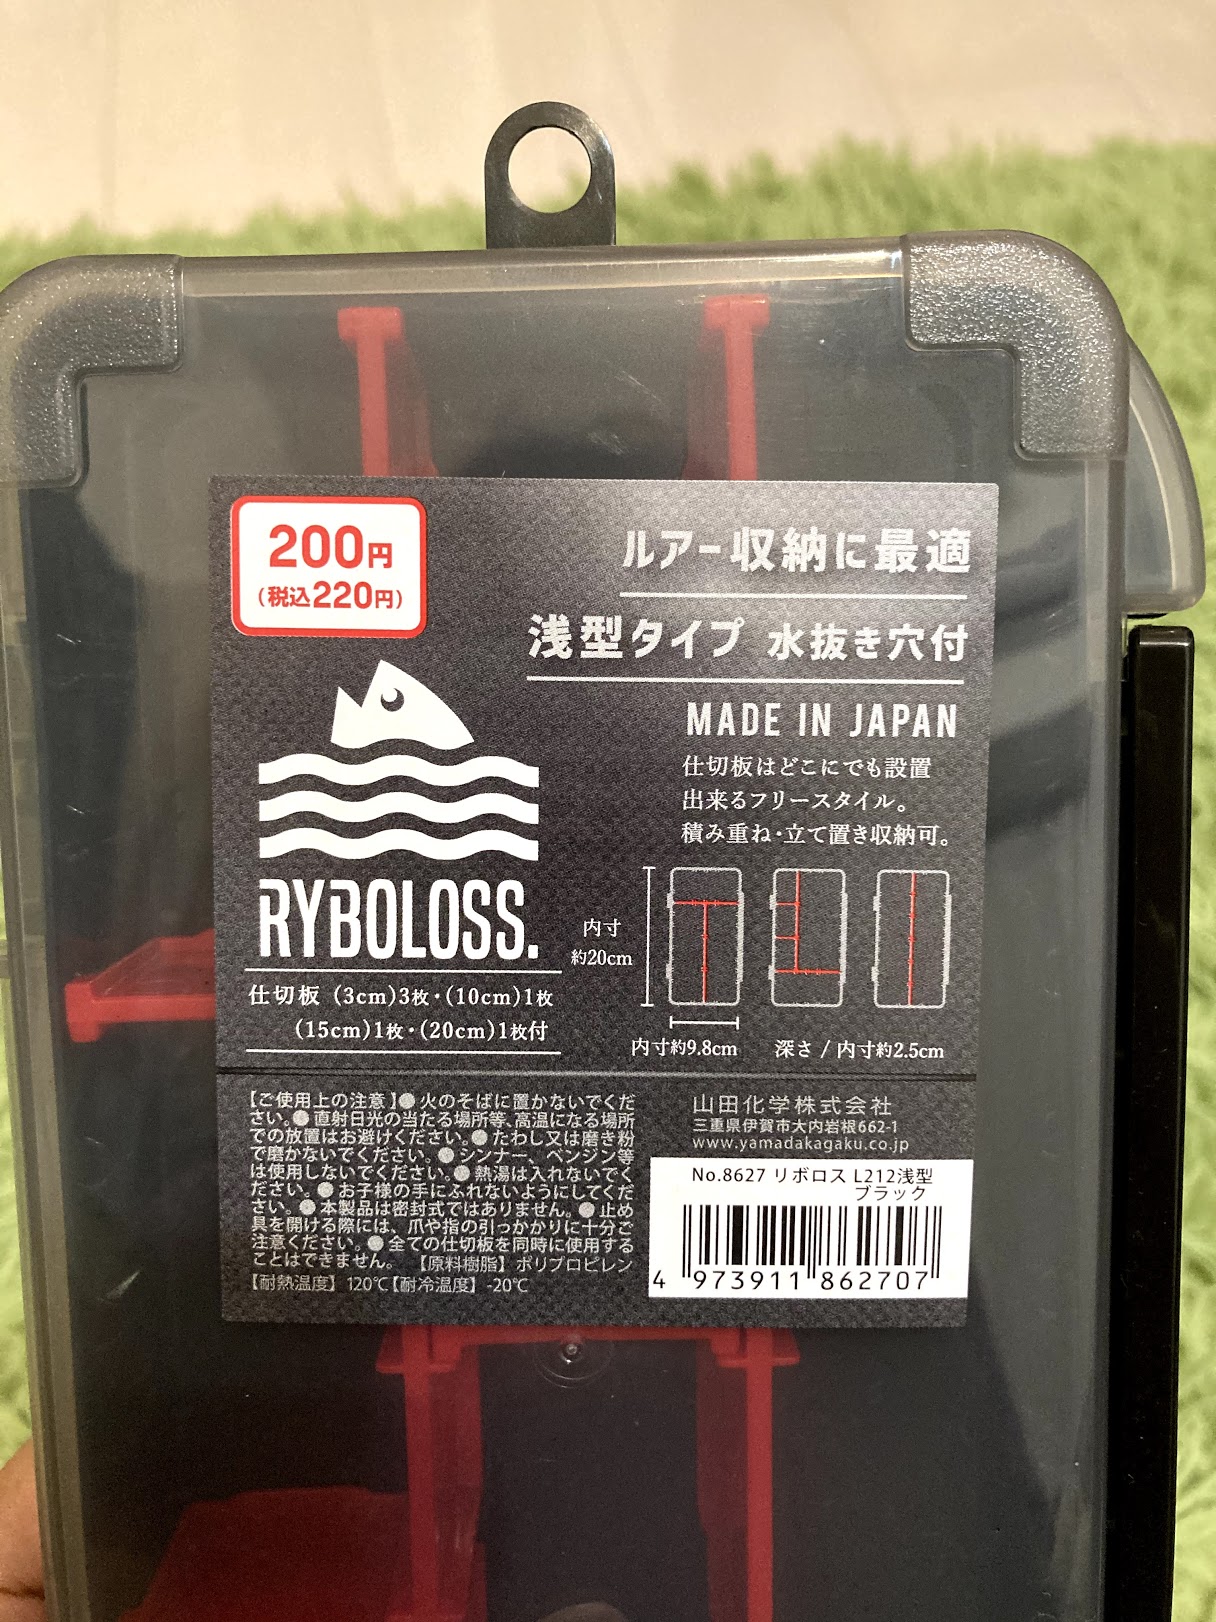 200円
(税込220円)
ルアー収納に最適
浅型タイプ 水抜き穴付
MADE IN JAPAN
仕切板はどこにでも設置
出来るフリースタイル。
積み重ね・立て置き収納可。
RYBOLOSS.
仕切板 (3cm)3枚・(10cm)1枚
(15cm)1枚・(20cm)1枚付
内寸
約20cm
内寸約9.8cm
深さ / 内寸約2.5cm
【ご使用上の注意】●火のそばに置かないでくだ
さい。●直射日光の当たる場所等、高温になる場所
での放置はお避けください。●たわし又は磨き粉
で磨かないでください。●シンナー、ベンジン等
は使用しないでください。●熱湯は入れないでく
ださい。●お子様の手にふれないようにしてくだ
さい。●本製品は密封式ではありません。●止め
具を開ける際には、爪や指の引っかかりに十分ご
注意ください。●全ての仕切板を同時に使用する
ことはできません。【原料樹脂】ポリプロピレン
【耐熱温度】120℃【耐冷温度】-20℃
山田化学株式会社
三重県伊賀市大内岩根662-1
www.yamadakagaku.co.jp
No.8627 リボロス L212浅型
ブラック
4 973911 862707